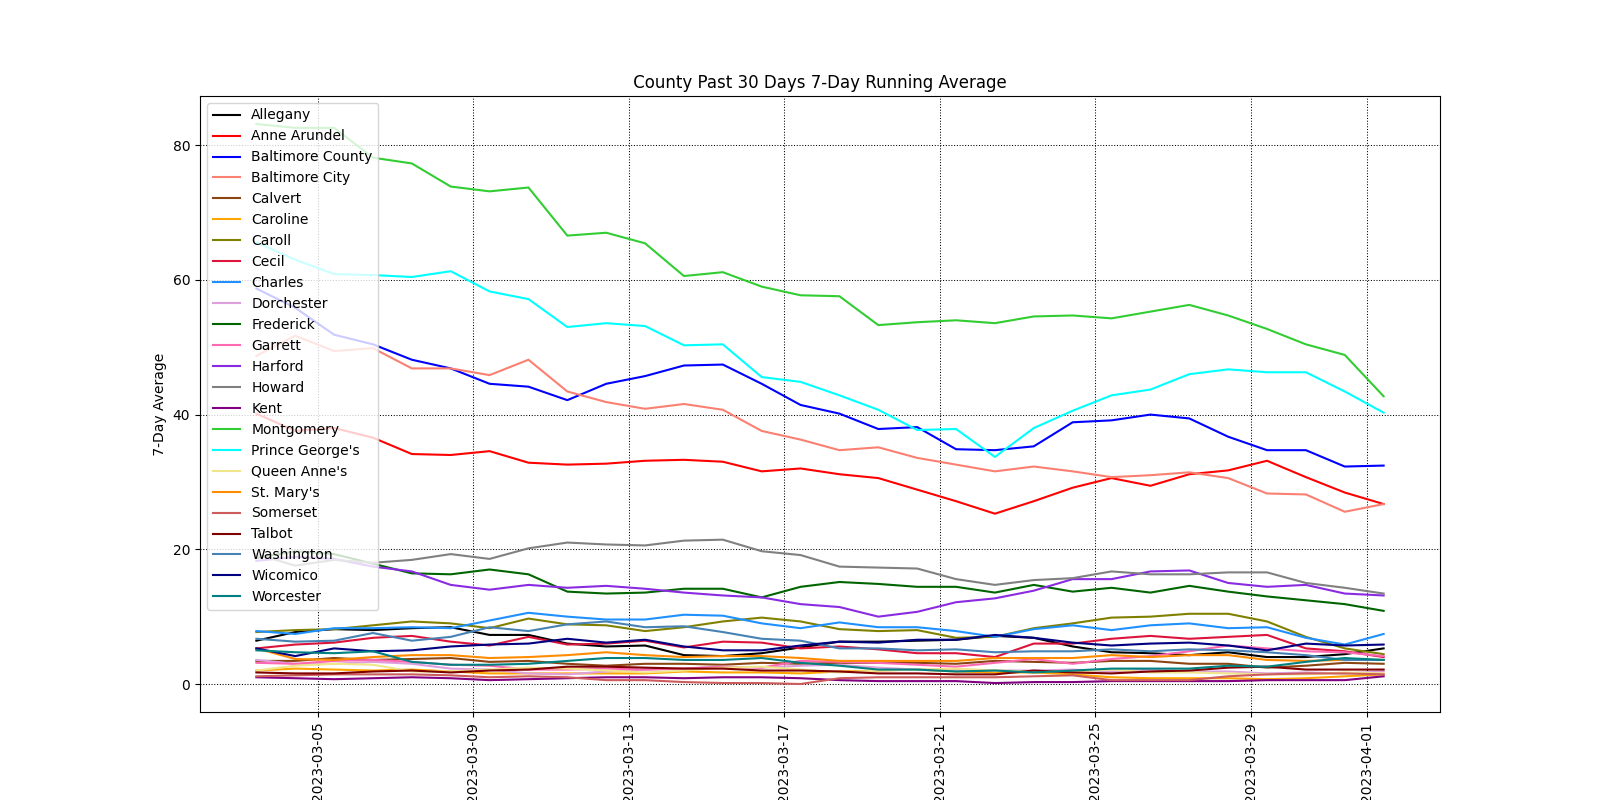 County Past 30 Days 7-Day Running Average
7-Day Average
80
60
40
20
0
Allegany
Anne Arundel
Baltimore County
Baltimore City
Calvert
Caroline
Caroll
Cecil
Charles
Dorchester
Frederick
Garrett
Harford
Howard
Kent
Montgomery
Prince George's
Queen Anne's
St. Mary's
Somerset
Talbot
Washington
Wicomico
Worcester
2023-03-05
2023-03-09
2023-03-13
2023-03-17
2023-03-21
2023-03-25
2023-03-29
2023-04-01